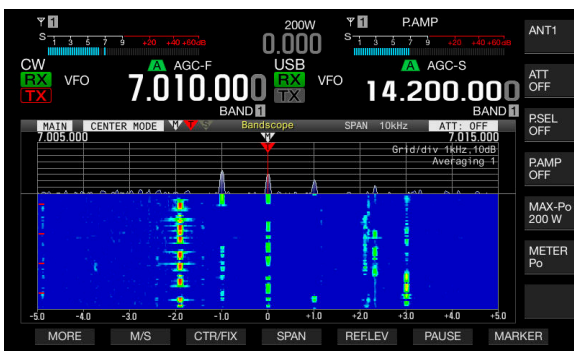 1 200W 1 P.AMP ANT1
S 1 3 5 7 9 +20 +40 +60dB 0.000 S 1 3 5 7 9 +20 +40 +60dB
CW A AGC-F USB A AGC-S ATT
OFF
RX VFO 7.010.000 RX VFO 14.200.000
TX TX
BAND 1 BAND 1 P.SEL
OFF
MAIN CENTER MODE M T S Bandscope SPAN 10kHz ATT: OFF
7.005.000 M 7.015.000
T
Grid/div 1kHz,10dB
Averaging 1
P.AMP
OFF
MAX-Po
200 W
METER
Po
-5.0 -4.0 -3.0 -2.0 -1.0 0 +1.0 +2.0 +3.0 +4.0 +5.0
MORE M/S CTR/FIX SPAN REF.LEV PAUSE MARKER